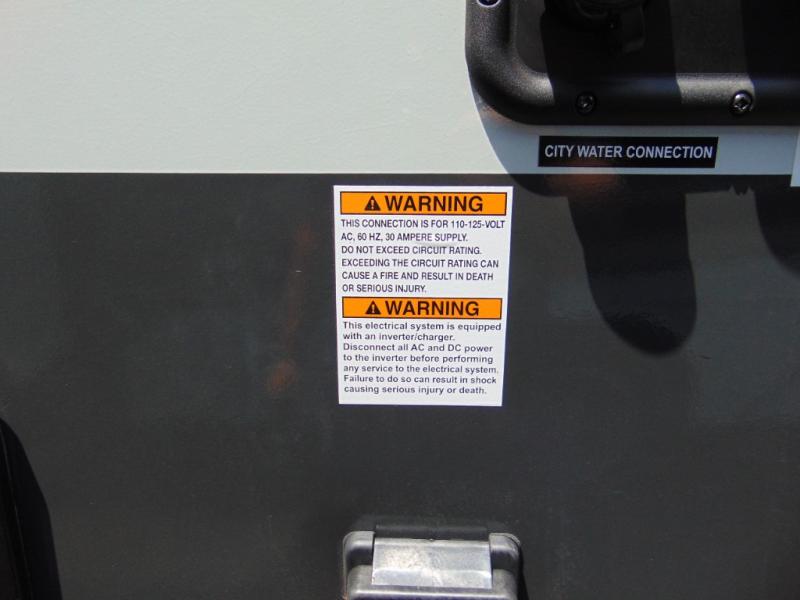 CITY WATER CONNECTION
WARNING
THIS CONNECTION IS FOR 110-125-VOLT
AC, 60 HZ, 30 AMPERE SUPPLY.
DO NOT EXCEED CIRCUIT RATING.
EXCEEDING THE CIRCUIT RATING CAN
CAUSE A FIRE AND RESULT IN DEATH
OR SERIOUS INJURY.
WARNING
This electrical system is equipped
with an inverter/charger.
Disconnect all AC and DC power
to the inverter before performing
any service to the electrical system.
Failure to do so can result in shock
causing serious injury or death.